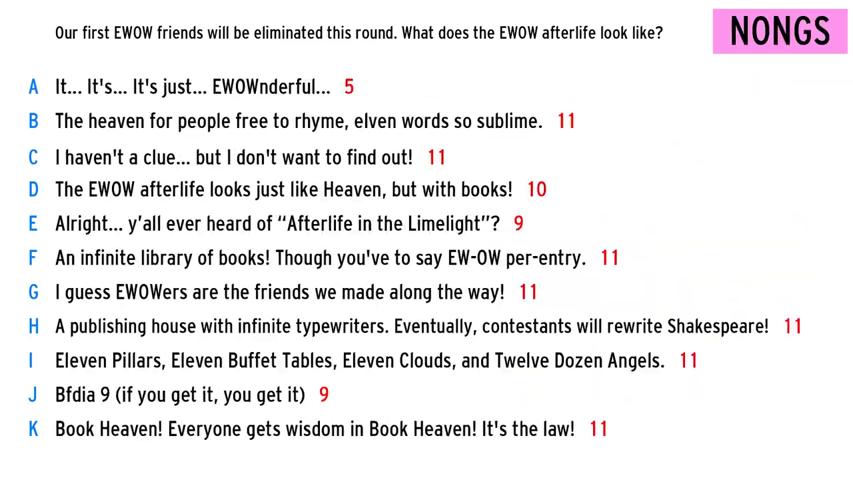 Our first EWOW friends will be eliminated this round. What does the EWOW afterlife look like?
NONGS
A It... It's... It's just... EWOWnderful... 5
B The heaven for people free to rhyme, elven words so sublime. 11
C I haven't a clue... but I don't want to find out! 11
D The EWOW afterlife looks just like Heaven, but with books! 10
E Alright... y'all ever heard of “Afterlife in the Limelight”? 9
F An infinite library of books! Though you've to say EW-OW per-entry. 11
G I guess EWOWers are the friends we made along the way! 11
H A publishing house with infinite typewriters. Eventually, contestants will rewrite Shakespeare! 11
I Eleven Pillars, Eleven Buffet Tables, Eleven Clouds, and Twelve Dozen Angels. 11
J Bfdia 9 (if you get it, you get it) 9
K Book Heaven! Everyone gets wisdom in Book Heaven! It's the law! 11